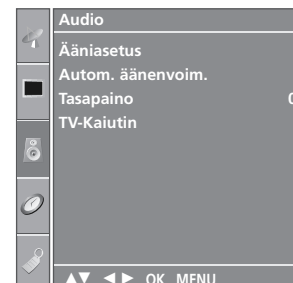 Audio
Ääniasetus
Autom. äänenvoim.
Tasapaino 0
TV-Kaiutin
▲▼ ◄► OK MENU